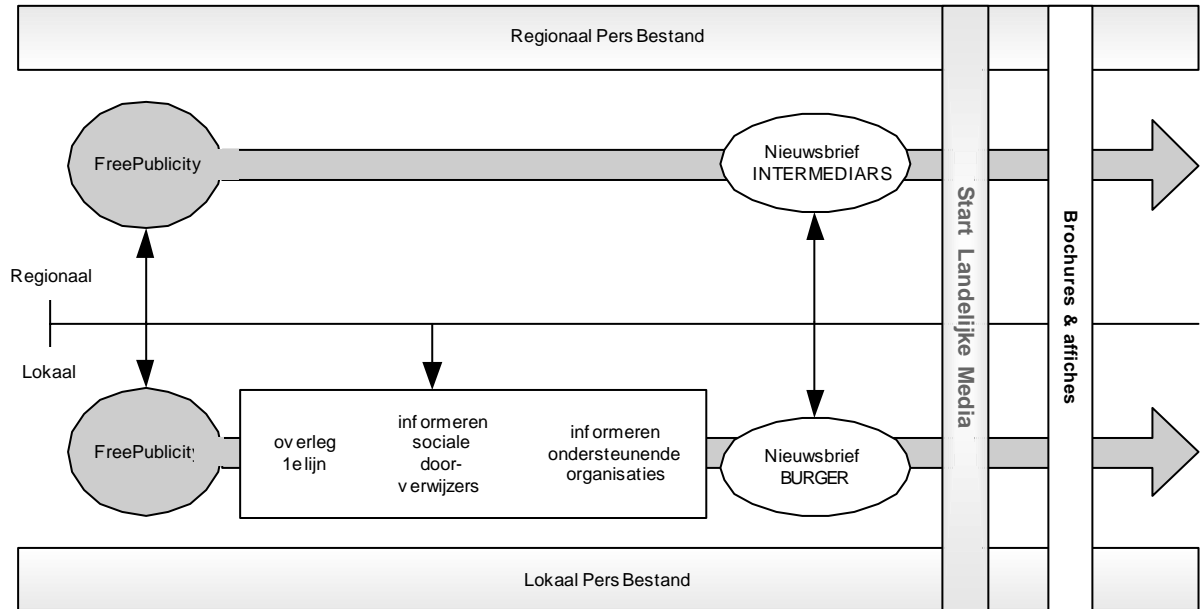 Regionaal Pers Bestand
FreePublicity
Nieuwsbrief
INTERMEDIARS
Start Landelijke Media
Brochures & affiches
Regionaal
Lokaal
FreePublicity
overleg
1e lijn
informeren
sociale
door-
verwijzers
informeren
ondersteunende
organisaties
Nieuwsbrief
BURGER
Lokaal Pers Bestand